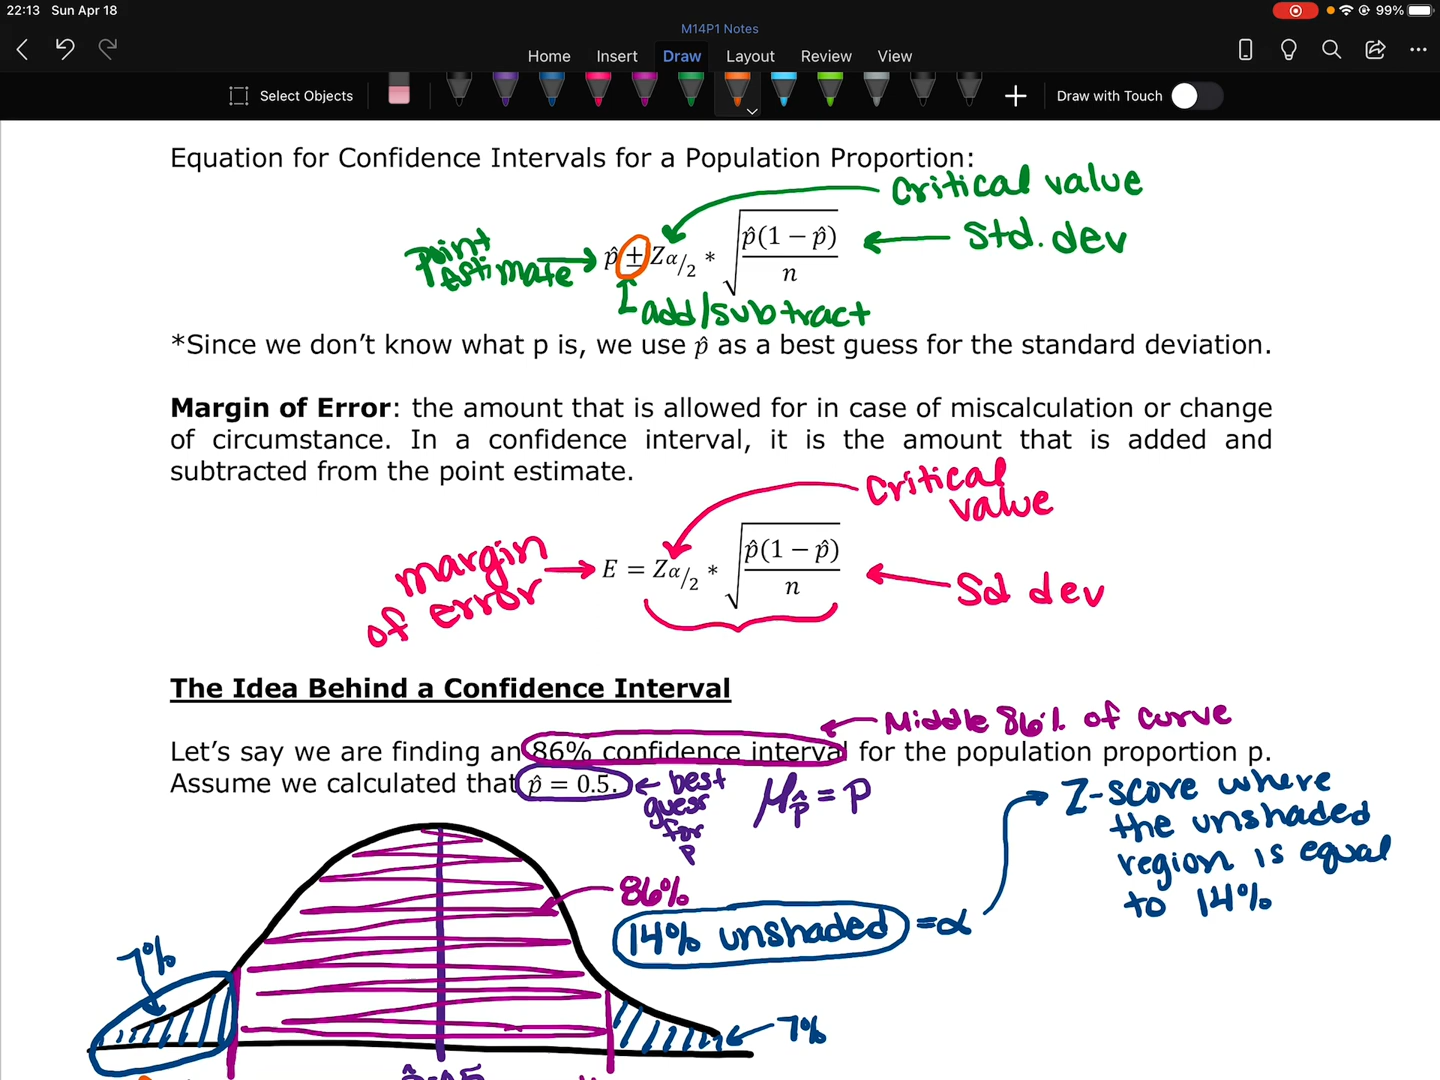 22:13 Sun Apr 18
99%
M14P1 Notes
Home Insert Draw Layout Review View
Select Objects
Draw with Touch
Equation for Confidence Intervals for a Population Proportion:
Critical value
point estimate
p̂ ± Zα/2 * √(p̂(1 − p̂)/n)
Std. dev
add/subtract
*Since we don't know what p is, we use p̂ as a best guess for the standard deviation.
Margin of Error: the amount that is allowed for in case of miscalculation or change
of circumstance. In a confidence interval, it is the amount that is added and
subtracted from the point estimate.
Critical
value
margin
of error
E = Zα/2 * √(p̂(1 − p̂)/n)
Sd dev
The Idea Behind a Confidence Interval
Middle 86% of curve
Let's say we are finding an 86% confidence interval for the population proportion p.
Assume we calculated that p̂ = 0.5.
best
guess
for
p
μp̂ = p
Z-score where
the unshaded
region is equal
to 14%
86%
14% unshaded = α
7%
7%